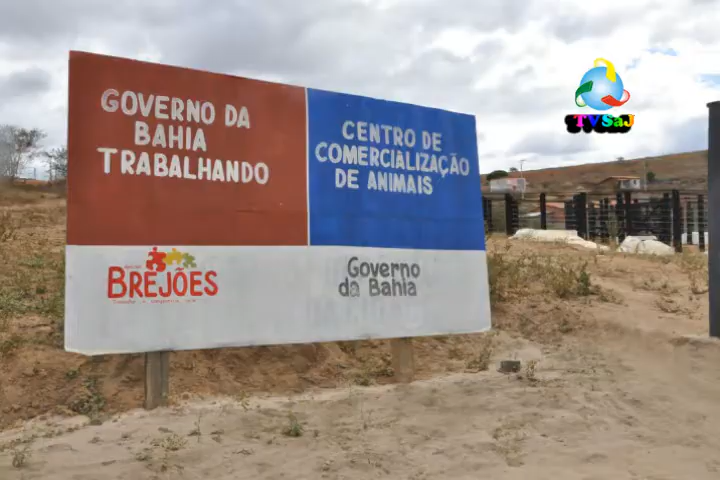 GOVERNO DA
BAHIA
TRABALHANDO
CENTRO DE
COMERCIALIZAÇÃO
DE ANIMAIS
BREJÕES
Governo
da Bahia
TVSaJ